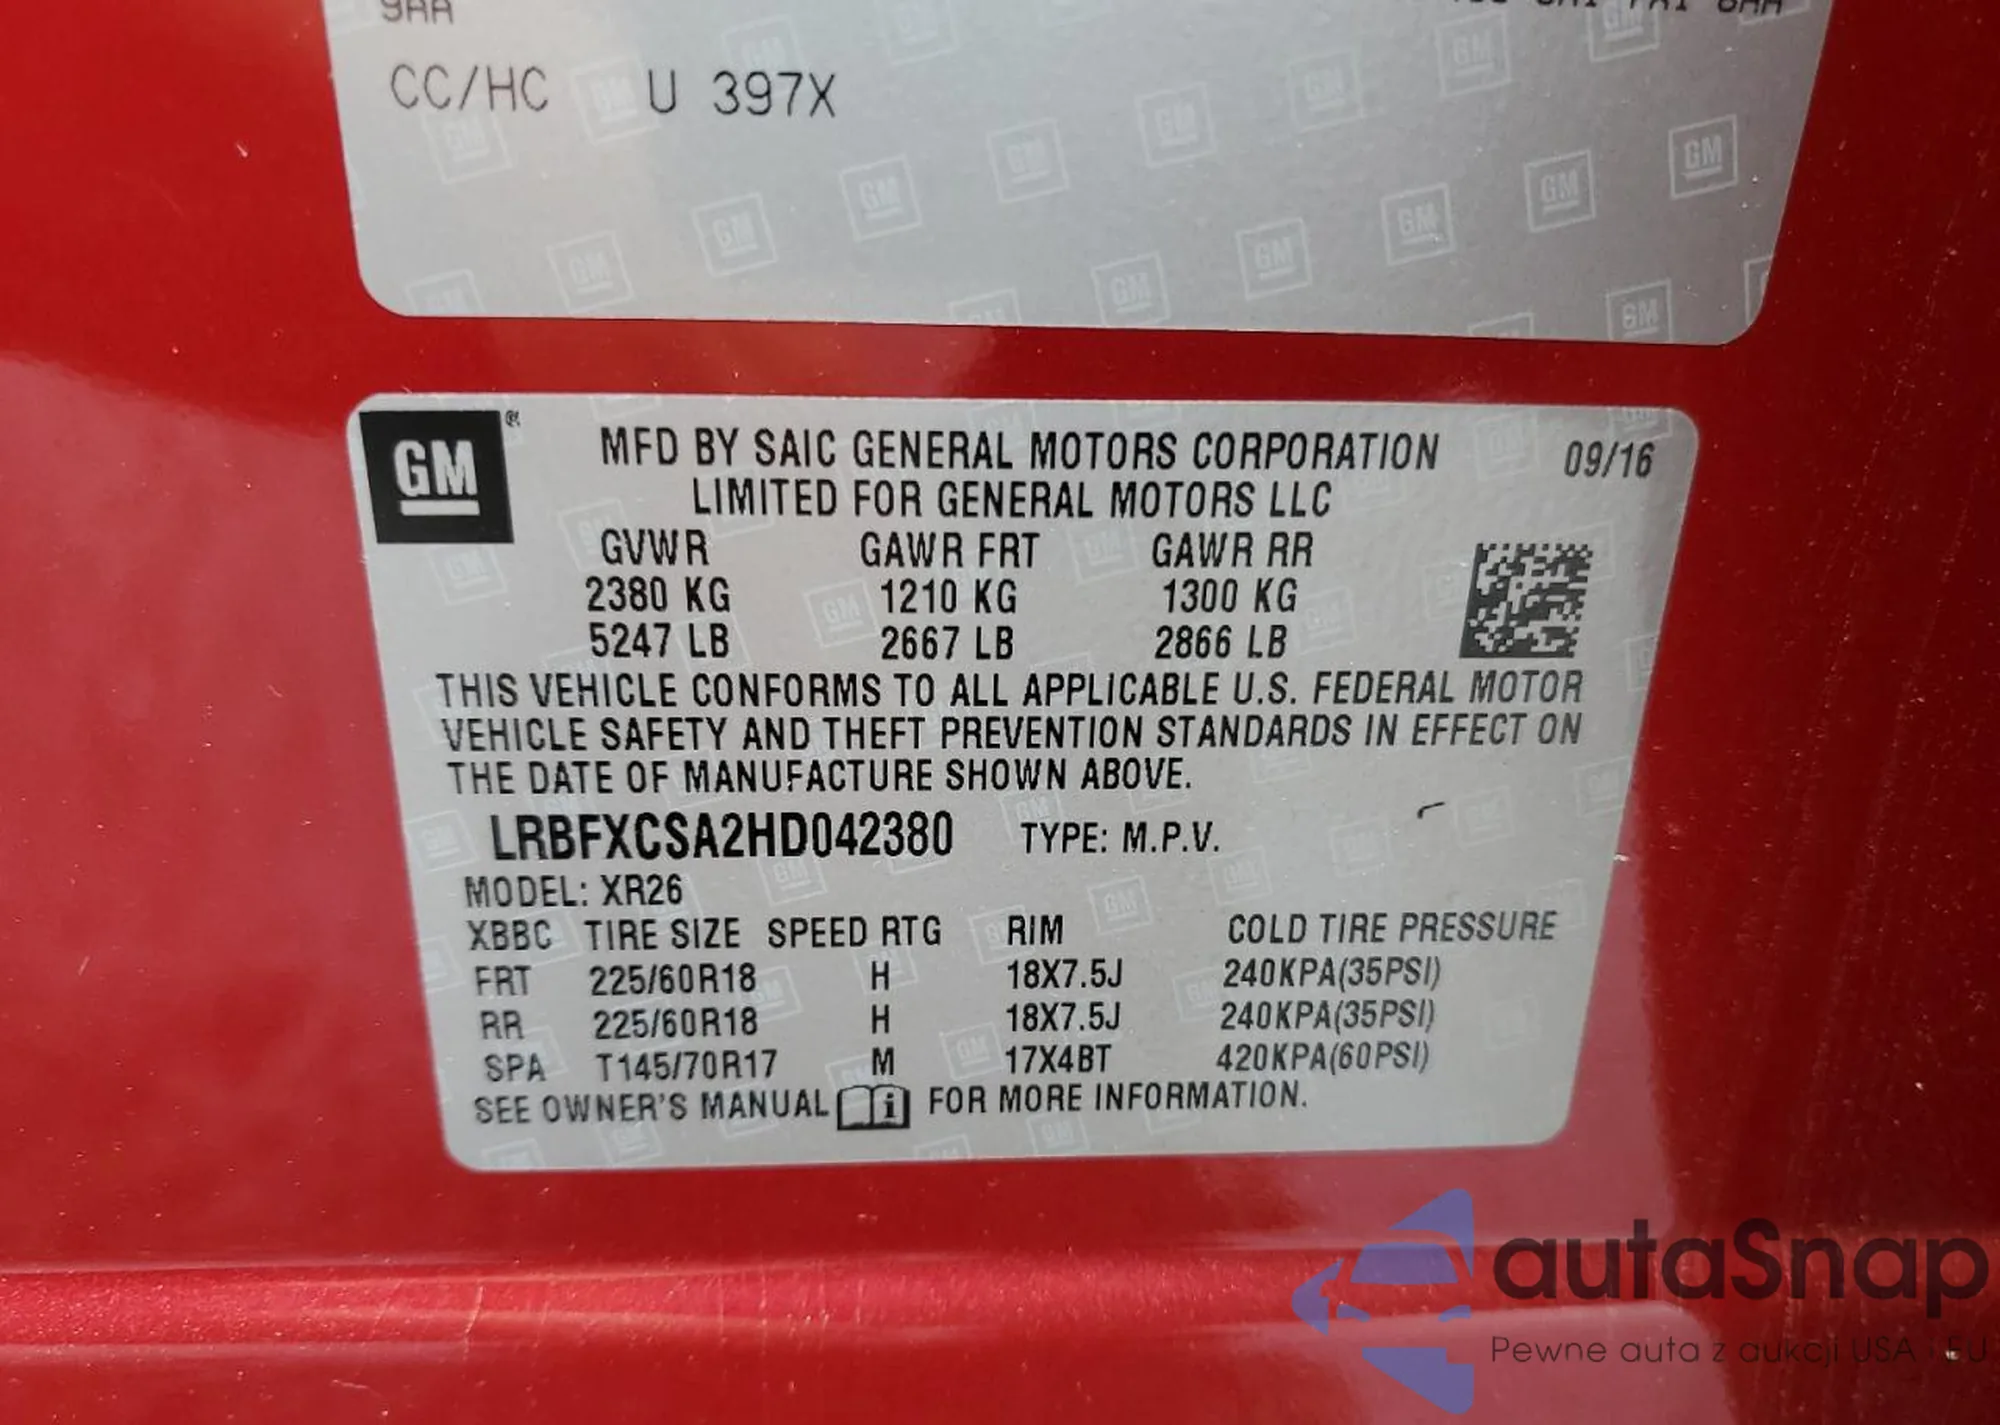 9AA
CC/HC U 397X
GM ®
MFD BY SAIC GENERAL MOTORS CORPORATION 09/16
LIMITED FOR GENERAL MOTORS LLC
GVWR GAWR FRT GAWR RR
2380 KG 1210 KG 1300 KG
5247 LB 2667 LB 2866 LB
THIS VEHICLE CONFORMS TO ALL APPLICABLE U.S. FEDERAL MOTOR
VEHICLE SAFETY AND THEFT PREVENTION STANDARDS IN EFFECT ON
THE DATE OF MANUFACTURE SHOWN ABOVE.
LRBFXCSA2HD042380 TYPE: M.P.V.
MODEL: XR26
XBBC TIRE SIZE SPEED RTG RIM COLD TIRE PRESSURE
FRT 225/60R18 H 18X7.5J 240KPA(35PSI)
RR 225/60R18 H 18X7.5J 240KPA(35PSI)
SPA T145/70R17 M 17X4BT 420KPA(60PSI)
SEE OWNER'S MANUAL i FOR MORE INFORMATION.
autaSnap
Pewne auta z aukcji USA i EU